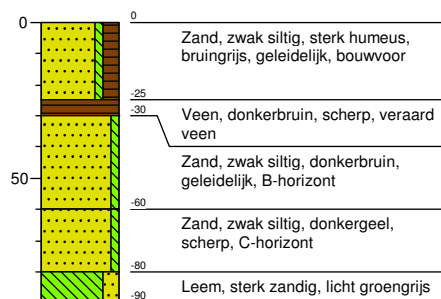 0
0
Zand, zwak siltig, sterk humeus,
bruingrijs, geleidelijk, bouwvoor
-25
Veen, donkerbruin, scherp, veraard
veen
-30
Zand, zwak siltig, donkerbruin,
geleidelijk, B-horizont
50
-60
Zand, zwak siltig, donkergeel,
scherp, C-horizont
-80
Leem, sterk zandig, licht groengrijs
-90